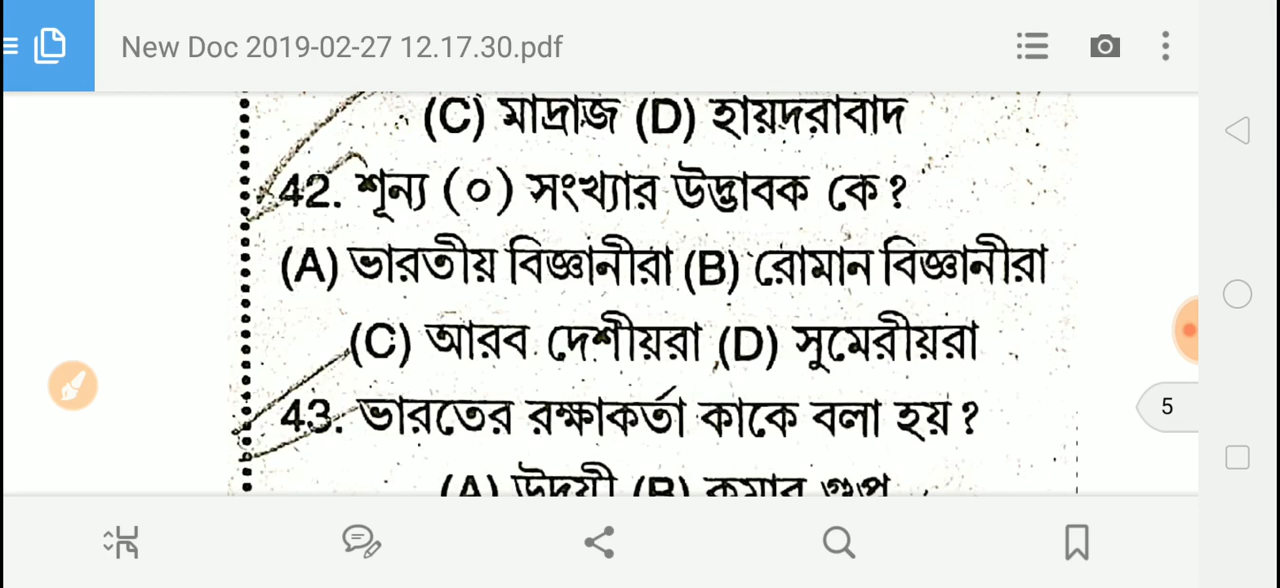 New Doc 2019-02-27 12.17.30.pdf
(C) মাদ্রাজ (D) হায়দরাবাদ
42. শূন্য (০) সংখ্যার উদ্ভাবক কে ?
(A) ভারতীয় বিজ্ঞানীরা (B) রোমান বিজ্ঞানীরা
(C) আরব দেশীয়রা (D) সুমেরীয়রা
43. ভারতের রক্ষাকর্তা কাকে বলা হয় ?
5
(A) উদয়ী (B) কুমার গুপ্ত